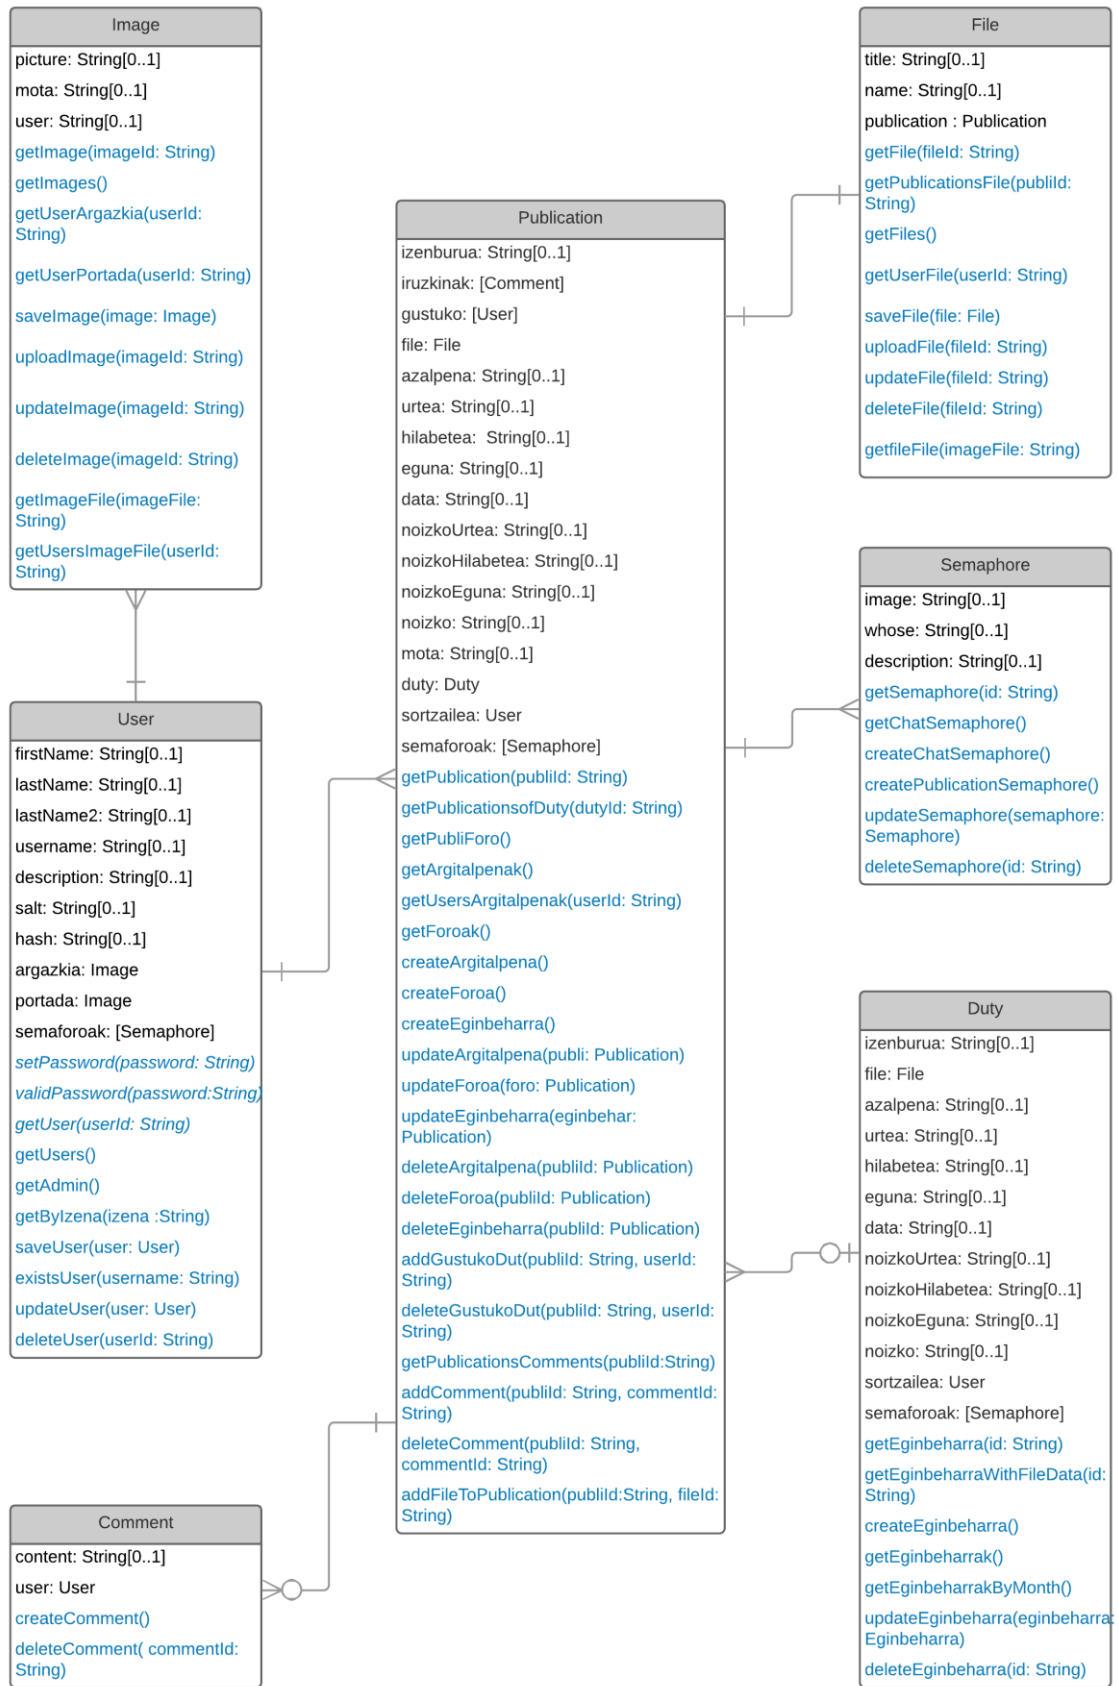 Image
picture: String[0..1]
mota: String[0..1]
user: String[0..1]
getImage(imageId: String)
getImages()
getUserArgazkia(userId:
String)
getUserPortada(userId: String)
saveImage(image: Image)
uploadImage(imageId: String)
updateImage(imageId: String)
deleteImage(imageId: String)
getImageFile(imageFile:
String)
getUsersImageFile(userId:
String)
User
firstName: String[0..1]
lastName: String[0..1]
lastName2: String[0..1]
username: String[0..1]
description: String[0..1]
salt: String[0..1]
hash: String[0..1]
argazkia: Image
portada: Image
semaforoak: [Semaphore]
setPassword(password: String)
validPassword(password:String)
getUser(userId: String)
getUsers()
getAdmin()
getByIzena(izena :String)
saveUser(user: User)
existsUser(username: String)
updateUser(user: User)
deleteUser(userId: String)
Comment
content: String[0..1]
user: User
createComment()
deleteComment( commentId:
String)
Publication
izenburua: String[0..1]
iruzkinak: [Comment]
gustuko: [User]
file: File
azalpena: String[0..1]
urtea: String[0..1]
hilabetea:  String[0..1]
eguna: String[0..1]
data: String[0..1]
noizkoUrtea: String[0..1]
noizkoHilabetea: String[0..1]
noizkoEguna: String[0..1]
noizko: String[0..1]
mota: String[0..1]
duty: Duty
sortzailea: User
semaforoak: [Semaphore]
getPublication(publiId: String)
getPublicationsofDuty(dutyId: String)
getPubliForo()
getArgitalpenak()
getUsersArgitalpenak(userId: String)
getForoak()
createArgitalpena()
createForoa()
createEginbeharra()
updateArgitalpena(publi: Publication)
updateForoa(foro: Publication)
updateEginbeharra(eginbehar:
Publication)
deleteArgitalpena(publiId: Publication)
deleteForoa(publiId: Publication)
deleteEginbeharra(publiId: Publication)
addGustukoDut(publiId: String, userId:
String)
deleteGustukoDut(publiId: String, userId:
String)
getPublicationsComments(publiId:String)
addComment(publiId: String, commentId:
String)
deleteComment(publiId: String,
commentId: String)
addFileToPublication(publiId:String, fileId:
String)
File
title: String[0..1]
name: String[0..1]
publication : Publication
getFile(fileId: String)
getPublicationsFile(publiId:
String)
getFiles()
getUserFile(userId: String)
saveFile(file: File)
uploadFile(fileId: String)
updateFile(fileId: String)
deleteFile(fileId: String)
getfileFile(imageFile: String)
Semaphore
image: String[0..1]
whose: String[0..1]
description: String[0..1]
getSemaphore(id: String)
getChatSemaphore()
createChatSemaphore()
createPublicationSemaphore()
updateSemaphore(semaphore:
Semaphore)
deleteSemaphore(id: String)
Duty
izenburua: String[0..1]
file: File
azalpena: String[0..1]
urtea: String[0..1]
hilabetea: String[0..1]
eguna: String[0..1]
data: String[0..1]
noizkoUrtea: String[0..1]
noizkoHilabetea: String[0..1]
noizkoEguna: String[0..1]
noizko: String[0..1]
sortzailea: User
semaforoak: [Semaphore]
getEginbeharra(id: String)
getEginbeharraWithFileData(id:
String)
createEginbeharra()
getEginbeharrak()
getEginbeharrakByMonth()
updateEginbeharra(eginbeharra:
Eginbeharra)
deleteEginbeharra(id: String)